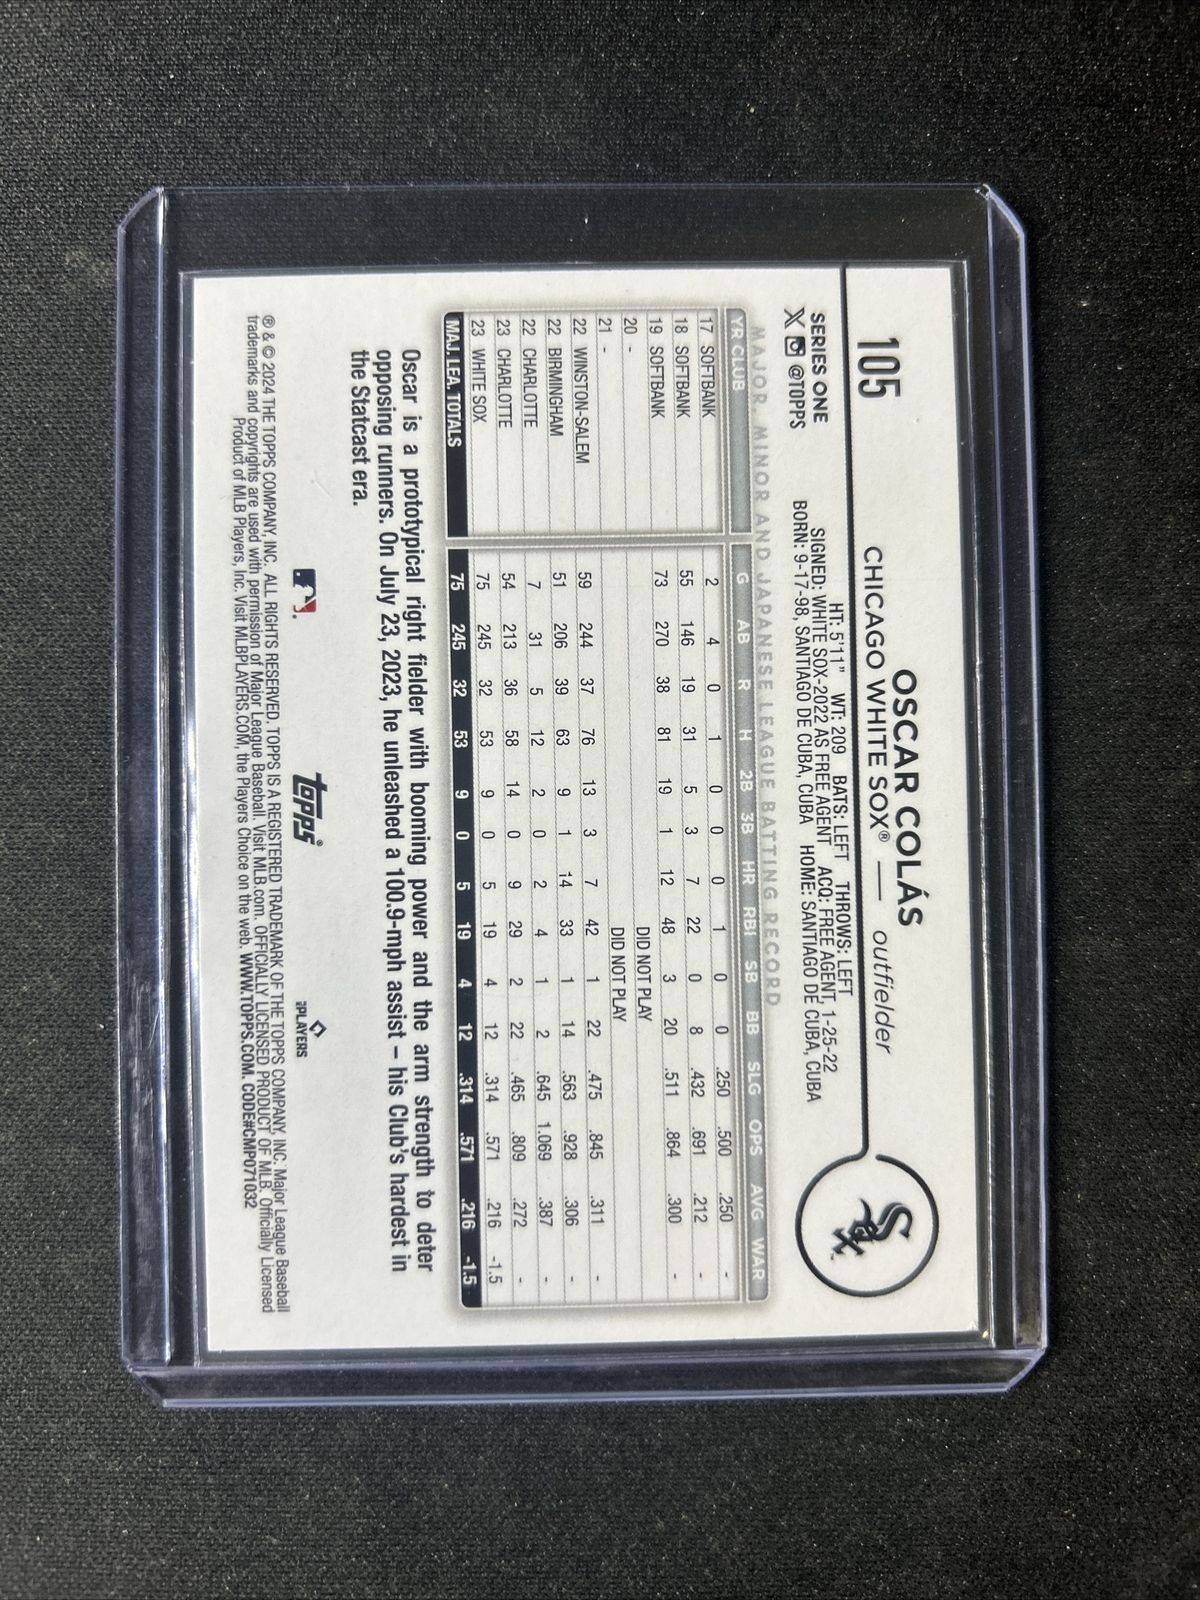 105
OSCAR COLÁS
CHICAGO WHITE SOX® — outfielder
Sox
SERIES ONE
X @TOPPS
HT: 5'11" WT: 209 BATS: LEFT THROWS: LEFT
SIGNED: WHITE SOX-2022 AS FREE AGENT ACQ: FREE AGENT, 1-25-22
BORN: 9-17-98, SANTIAGO DE CUBA, CUBA HOME: SANTIAGO DE CUBA, CUBA
MAJOR, MINOR AND JAPANESE LEAGUE BATTING RECORD
YR CLUB G AB R H 2B 3B HR RBI SB BB SLG OPS AVG WAR
17 SOFTBANK 2 4 0 1 0 0 0 1 0 0 .250 .500 .250 -
18 SOFTBANK 55 146 19 31 5 3 7 22 0 8 .432 .691 .212 -
19 SOFTBANK 73 270 38 81 19 1 12 48 3 20 .511 .864 .300 -
20 - DID NOT PLAY
21 - DID NOT PLAY
22 WINSTON-SALEM 59 244 37 76 13 3 7 42 1 22 .475 .845 .311 -
22 BIRMINGHAM 51 206 39 63 9 1 14 33 1 14 .563 .928 .306 -
22 CHARLOTTE 7 31 5 12 2 0 2 4 1 2 .645 1.069 .387 -
23 CHARLOTTE 54 213 36 58 14 0 9 29 2 22 .465 .809 .272 -
23 WHITE SOX 75 245 32 53 9 0 5 19 4 12 .314 .571 .216 -1.5
MAJ. LEA. TOTALS 75 245 32 53 9 0 5 19 4 12 .314 .571 .216 -1.5
Oscar is a prototypical right fielder with booming power and the arm strength to deter
opposing runners. On July 23, 2023, he unleashed a 100.9-mph assist – his Club's hardest in
the Statcast era.
topps®
PLAYERS
® & © 2024 THE TOPPS COMPANY, INC. ALL RIGHTS RESERVED. TOPPS IS A REGISTERED TRADEMARK OF THE TOPPS COMPANY, INC. Major League Baseball
trademarks and copyrights are used with permission of Major League Baseball. Visit MLB.com. OFFICIALLY LICENSED PRODUCT OF MLB. Officially Licensed
Product of MLB Players, Inc. Visit MLBPLAYERS.COM, the Players Choice on the web. WWW.TOPPS.COM. CODE#CMP071032